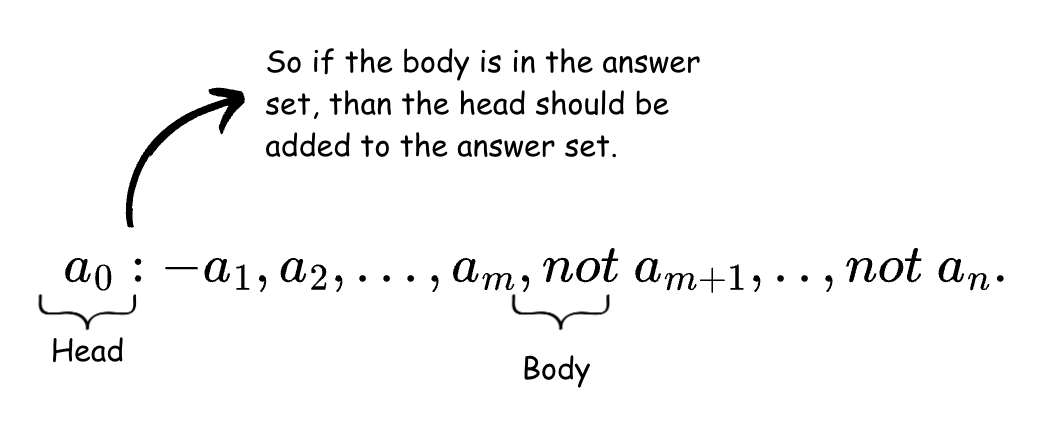 So if the body is in the answer
set, than the head should be
added to the answer set.
a₀ : −a₁, a₂, . . . , aₘ, not aₘ₊₁, . . , not aₙ.
Head
Body